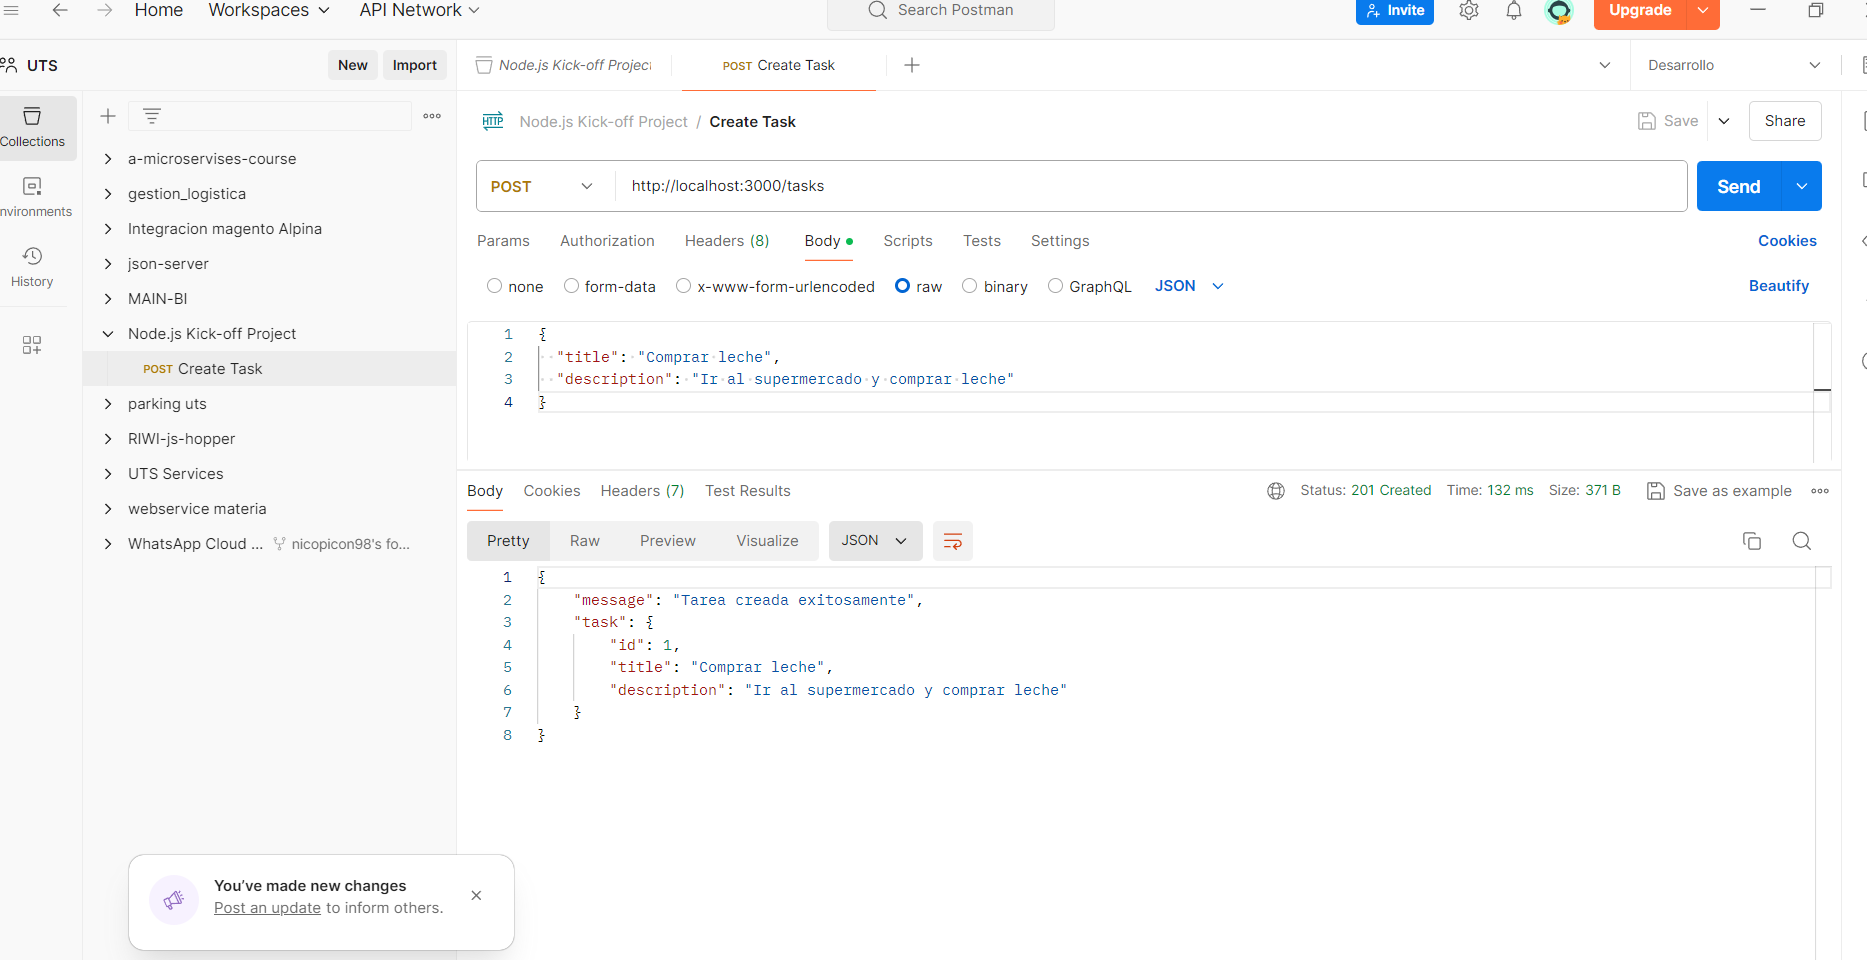 Home Workspaces API Network Search Postman Invite Upgrade
UTS New Import
Node.js Kick-off Projec POST Create Task Desarrollo
Collections
nvironments
History
a-microservises-course
gestion_logistica
Integracion magento Alpina
json-server
MAIN-BI
Node.js Kick-off Project
POST Create Task
parking uts
RIWI-js-hopper
UTS Services
webservice materia
WhatsApp Cloud ... nicopicon98's fo...
HTTP Node.js Kick-off Project / Create Task Save Share
POST http://localhost:3000/tasks Send
Params Authorization Headers (8) Body Scripts Tests Settings Cookies
none form-data x-www-form-urlencoded raw binary GraphQL JSON Beautify
1 {
2 "title": "Comprar leche",
3 "description": "Ir al supermercado y comprar leche"
4 }
Body Cookies Headers (7) Test Results Status: 201 Created Time: 132 ms Size: 371 B Save as example
Pretty Raw Preview Visualize JSON
1 {
2 "message": "Tarea creada exitosamente",
3 "task": {
4 "id": 1,
5 "title": "Comprar leche",
6 "description": "Ir al supermercado y comprar leche"
7 }
8 }
You've made new changes
Post an update to inform others.